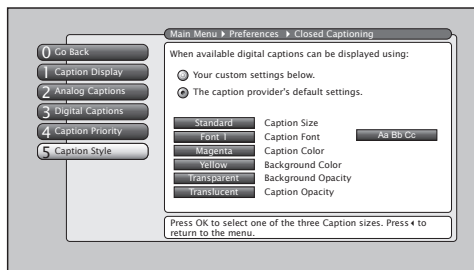 Main Menu ▸ Preferences ▸ Closed Captioning
0 Go Back
1 Caption Display
2 Analog Captions
3 Digital Captions
4 Caption Priority
5 Caption Style
When available digital captions can be displayed using:
Your custom settings below.
The caption provider's default settings.
Standard Caption Size
Font 1 Caption Font Aa Bb Cc
Magenta Caption Color
Yellow Background Color
Transparent Background Opacity
Translucent Caption Opacity
Press OK to select one of the three Caption sizes. Press ◂ to
return to the menu.